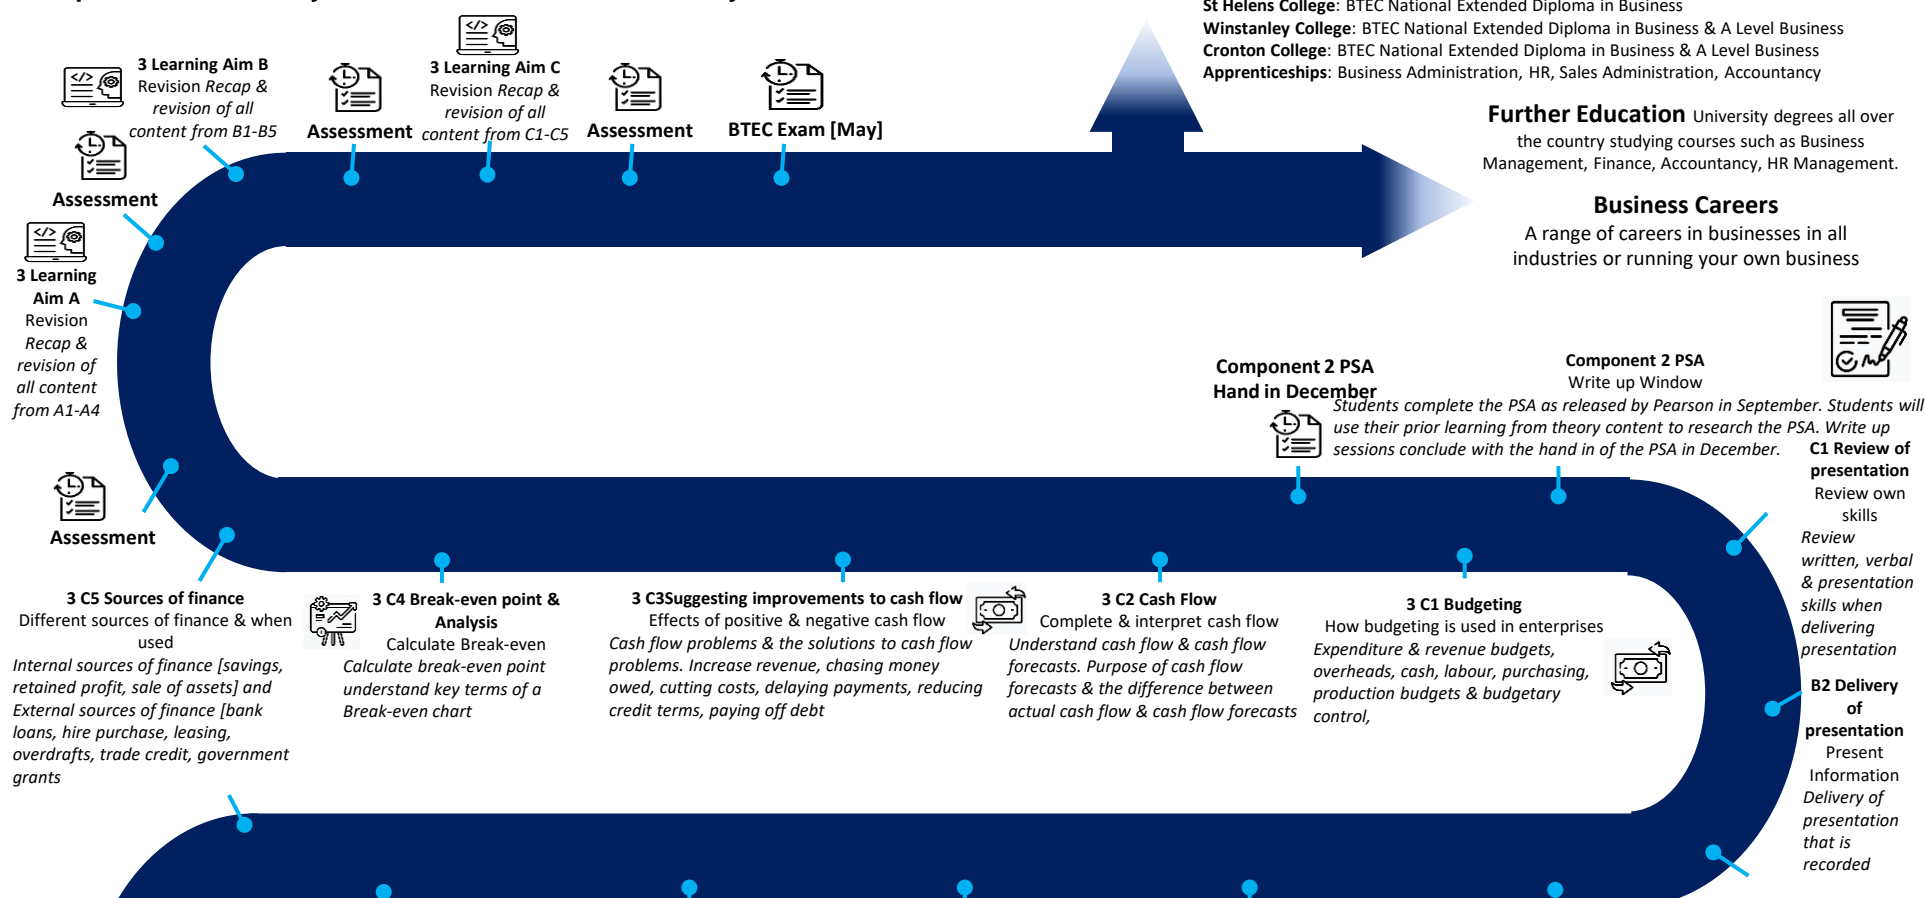 St Helens College: BTEC National Extended Diploma in Business
Winstanley College: BTEC National Extended Diploma in Business & A Level Business
Cronton College: BTEC National Extended Diploma in Business & A Level Business
Apprenticeships: Business Administration, HR, Sales Administration, Accountancy
Further Education University degrees all over
the country studying courses such as Business
Management, Finance, Accountancy, HR Management.
Business Careers
A range of careers in businesses in all
industries or running your own business
3 Learning Aim B
Revision Recap &
revision of all
content from B1-B5
Assessment
3 Learning Aim C
Revision Recap &
revision of all
content from C1-C5
Assessment
BTEC Exam [May]
Assessment
3 Learning
Aim A
Revision
Recap &
revision of
all content
from A1-A4
Assessment
Component 2 PSA
Hand in December
Component 2 PSA
Write up Window
Students complete the PSA as released by Pearson in September. Students will
use their prior learning from theory content to research the PSA. Write up
sessions conclude with the hand in of the PSA in December.
C1 Review of
presentation
Review own
skills
Review
written, verbal
& presentation
skills when
delivering
presentation
B2 Delivery
of
presentation
Present
Information
Delivery of
presentation
that is
recorded
3 C5 Sources of finance
Different sources of finance & when
used
Internal sources of finance [savings,
retained profit, sale of assets] and
External sources of finance [bank
loans, hire purchase, leasing,
overdrafts, trade credit, government
grants
3 C4 Break-even point &
Analysis
Calculate Break-even
Calculate break-even point
understand key terms of a
Break-even chart
3 C3Suggesting improvements to cash flow
Effects of positive & negative cash flow
Cash flow problems & the solutions to cash flow
problems. Increase revenue, chasing money
owed, cutting costs, delaying payments, reducing
credit terms, paying off debt
3 C2 Cash Flow
Complete & interpret cash flow
Understand cash flow & cash flow
forecasts. Purpose of cash flow
forecasts & the difference between
actual cash flow & cash flow forecasts
3 C1 Budgeting
How budgeting is used in enterprises
Expenditure & revenue budgets,
overheads, cash, labour, purchasing,
production budgets & budgetary
control,